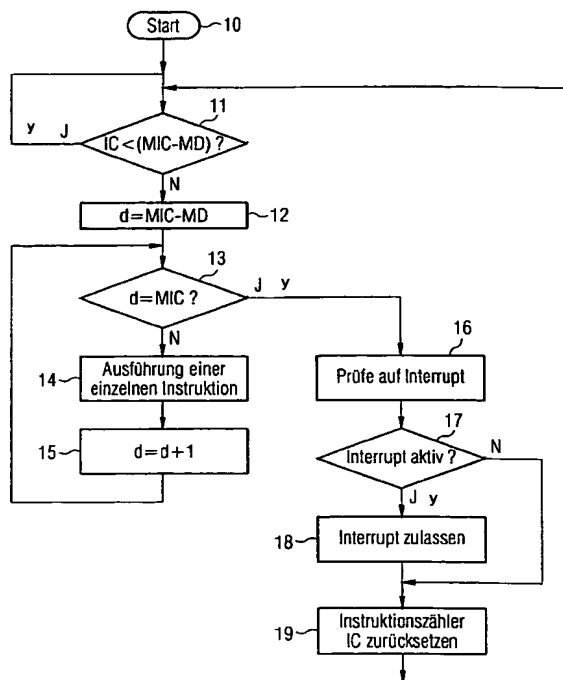 Start 10
11
y J IC<(MIC-MD) ?
N
d=MIC-MD 12
13
d=MIC ? J y
N
16
14 Ausführung einer
einzelnen Instruktion
Prüfe auf Interrupt
17
15 d=d+1
Interrupt aktiv ? N
J y
18 Interrupt zulassen
19 Instruktionszähler
IC zurücksetzen